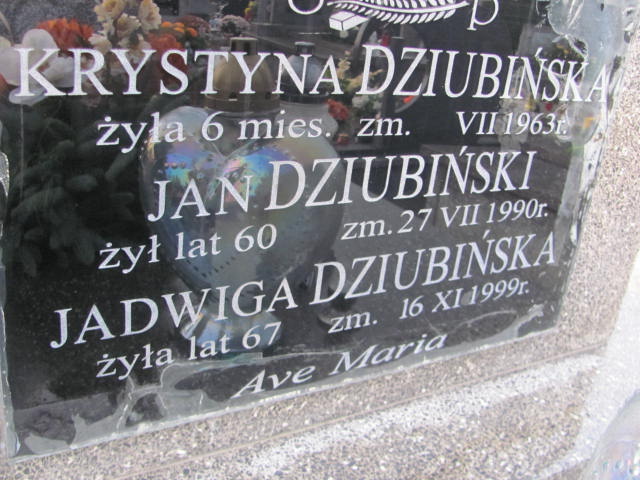 Ś P
KRYSTYNA DZIUBIŃSKA
żyła 6 mies. zm. VII 1963r.
JAN DZIUBIŃSKI
żył lat 60 zm. 27 VII 1990r.
JADWIGA DZIUBIŃSKA
żyła lat 67 zm. 16 XI 1999r.
Ave Maria